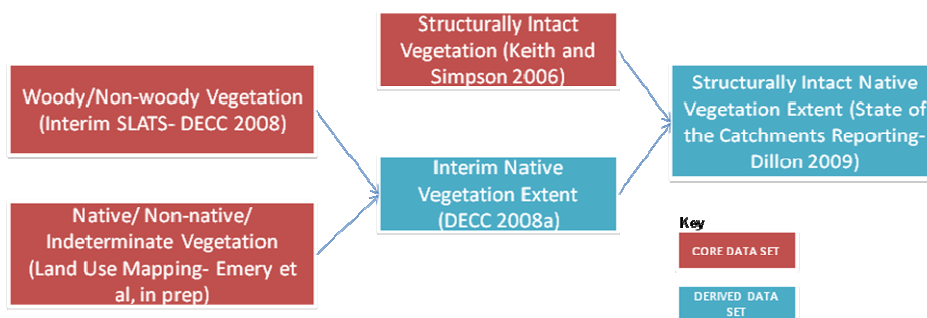 Structurally Intact
Vegetation (Keith and
Simpson 2006)
Woody/Non-woody Vegetation
(Interim SLATS- DECC 2008)
Structurally Intact Native
Vegetation Extent (State of
the Catchments Reporting-
Dillon 2009)
Interim Native
Vegetation Extent
(DECC 2008a)
Native/ Non-native/
Indeterminate Vegetation
(Land Use Mapping- Emery et
al, in prep)
Key
CORE DATA SET
DERIVED DATA
SET